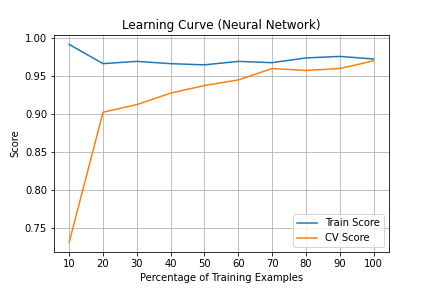 Learning Curve (Neural Network)
1.00
0.95
0.90
0.85
0.80
0.75
Score
Train Score
CV Score
10 20 30 40 50 60 70 80 90 100
Percentage of Training Examples